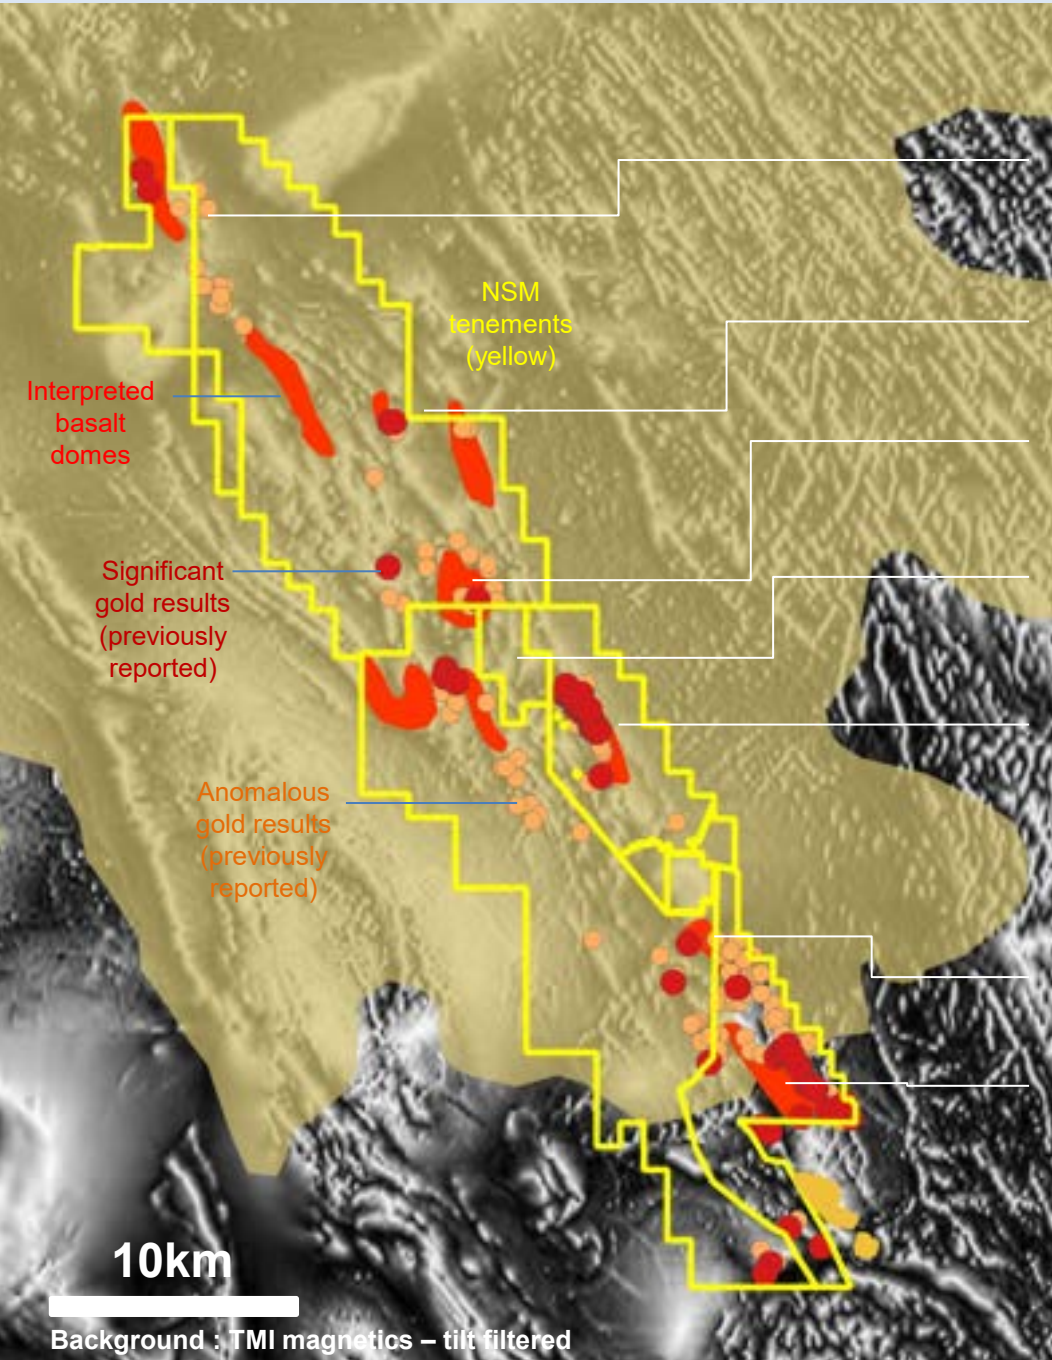 NSM
tenements
(yellow)
Interpreted
basalt
domes
Significant
gold results
(previously
reported)
Anomalous
gold results
(previously
reported)
10km
Background : TMI magnetics – tilt filtered